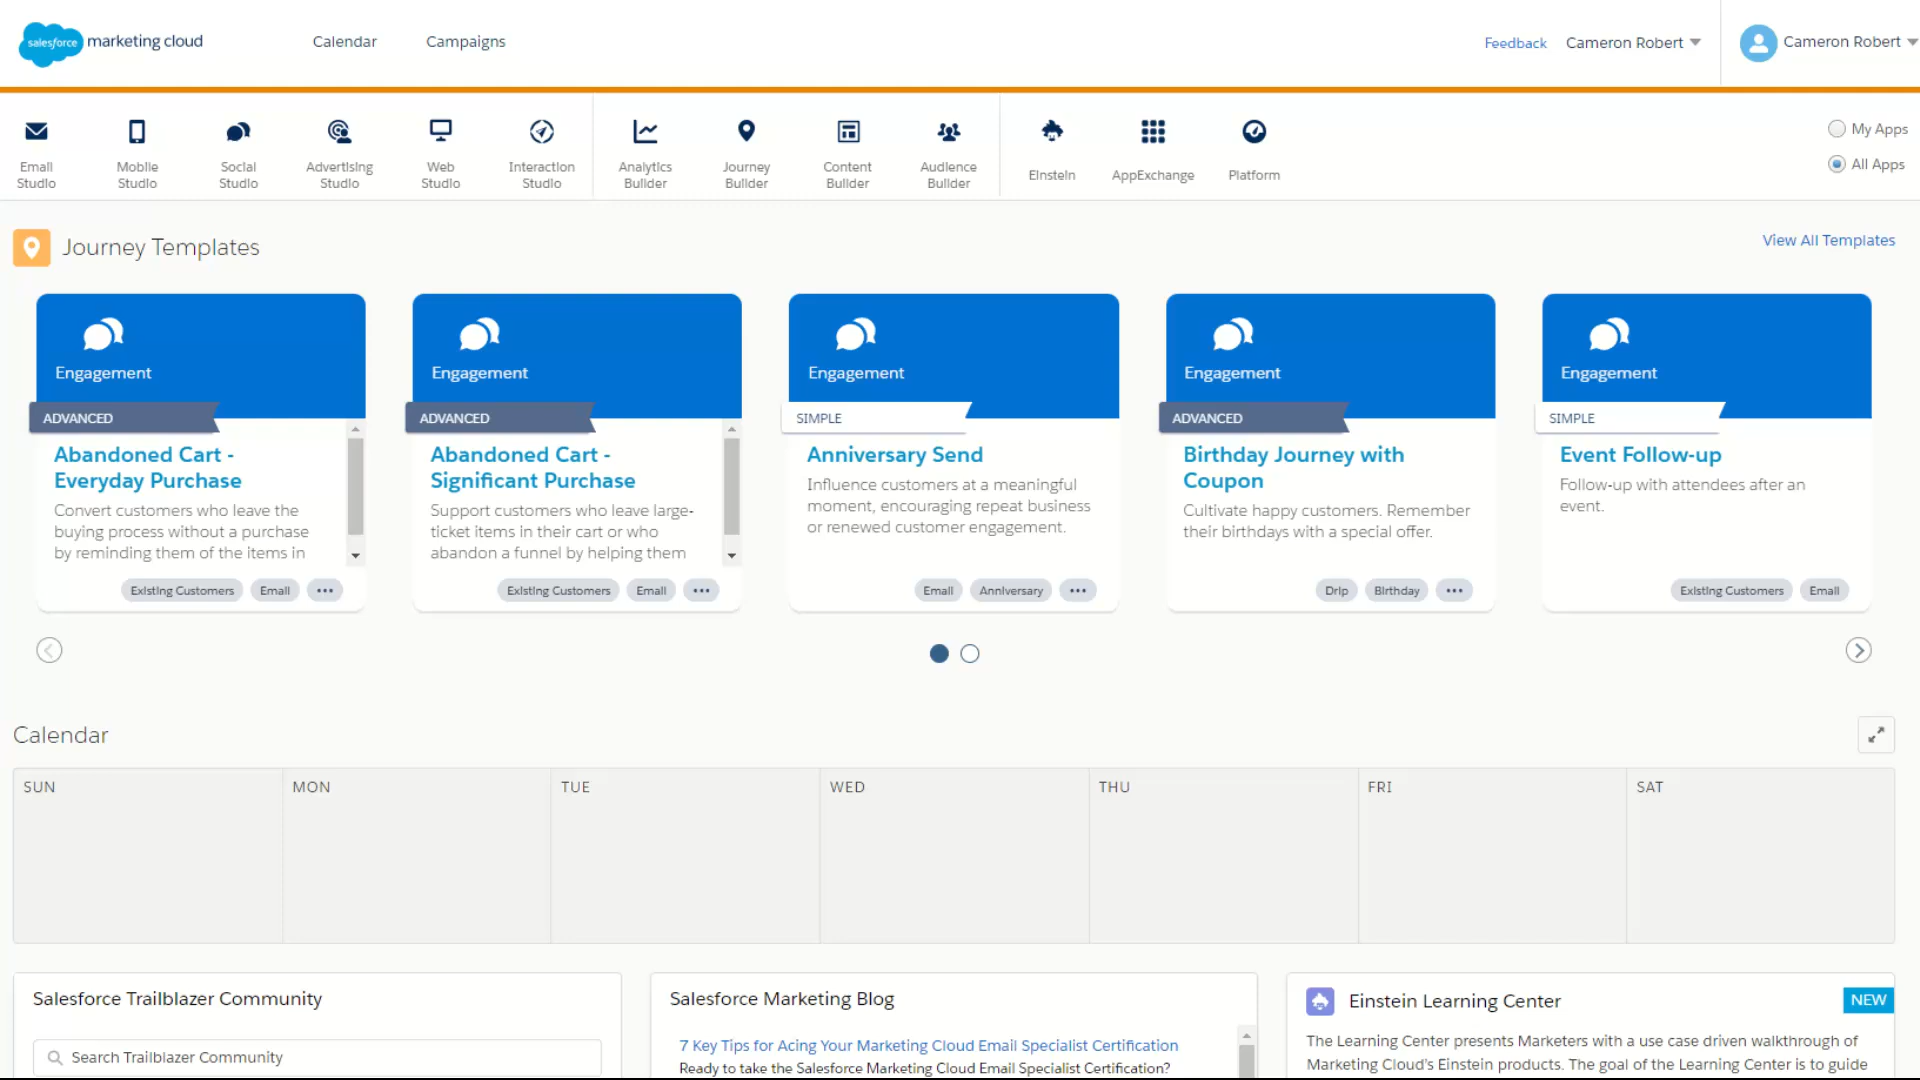 salesforce marketing cloud
Calendar
Campaigns
Feedback
Cameron Robert
Cameron Robert
Email Studio
Mobile Studio
Social Studio
Advertising Studio
Web Studio
Interaction Studio
Analytics Builder
Journey Builder
Content Builder
Audience Builder
Einstein
AppExchange
Platform
My Apps
All Apps
Journey Templates
View All Templates
Engagement
ADVANCED
Abandoned Cart -
Everyday Purchase
Convert customers who leave the
buying process without a purchase
by reminding them of the items in
Existing Customers
Email
•••
Engagement
ADVANCED
Abandoned Cart -
Significant Purchase
Support customers who leave large-
ticket items in their cart or who
abandon a funnel by helping them
Existing Customers
Email
•••
Engagement
SIMPLE
Anniversary Send
Influence customers at a meaningful
moment, encouraging repeat business
or renewed customer engagement.
Email
Anniversary
•••
Engagement
ADVANCED
Birthday Journey with
Coupon
Cultivate happy customers. Remember
their birthdays with a special offer.
Drip
Birthday
•••
Engagement
SIMPLE
Event Follow-up
Follow-up with attendees after an
event.
Existing Customers
Email
Calendar
SUN
MON
TUE
WED
THU
FRI
SAT
Salesforce Trailblazer Community
Search Trailblazer Community
Salesforce Marketing Blog
7 Key Tips for Acing Your Marketing Cloud Email Specialist Certification
Ready to take the Salesforce Marketing Cloud Email Specialist Certification?
Einstein Learning Center
NEW
The Learning Center presents Marketers with a use case driven walkthrough of
Marketing Cloud's Einstein products. The goal of the Learning Center is to guide